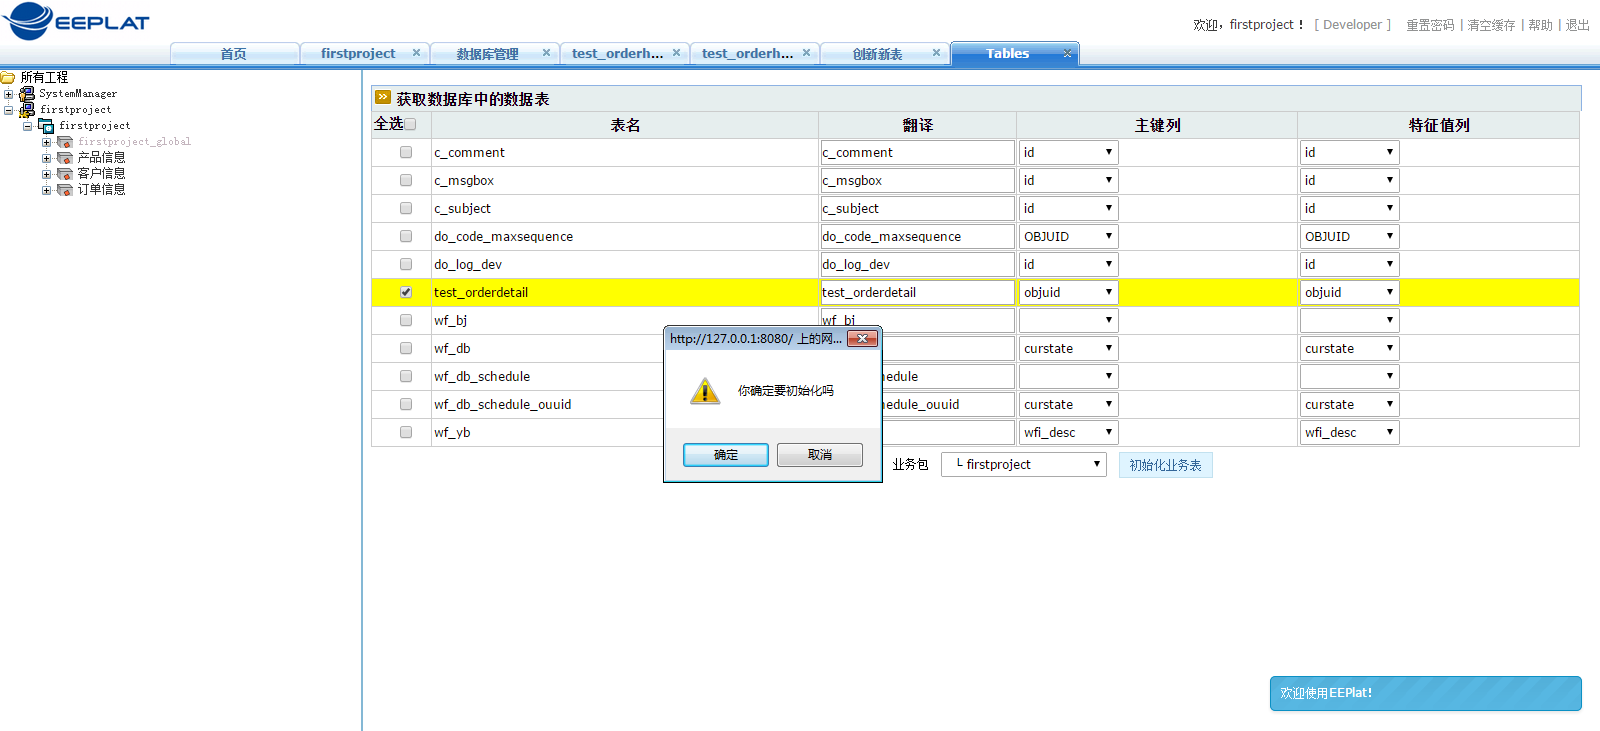 EEPLAT
欢迎，firstproject！ [ Developer ] 重置密码 | 清空缓存 | 帮助 | 退出
首页 firstproject 数据库管理 test_orderh... test_orderh... 创新新表 Tables
所有工程
SystemManager
firstproject
firstproject
firstproject_global
产品信息
客户信息
订单信息
获取数据库中的数据表
全选 表名 翻译 主键列 特征值列
c_comment c_comment id id
c_msgbox c_msgbox id id
c_subject c_subject id id
do_code_maxsequence do_code_maxsequence OBJUID OBJUID
do_log_dev do_log_dev id id
test_orderdetail test_orderdetail objuid objuid
wf_bj wf_bj
wf_db curstate curstate
wf_db_schedule hedule
wf_db_schedule_ouuid hedule_ouuid curstate curstate
wf_yb wfi_desc wfi_desc
http://127.0.0.1:8080/ 上的网...
你确定要初始化吗
确定 取消
业务包 └ firstproject 初始化业务表
欢迎使用EEPlat!